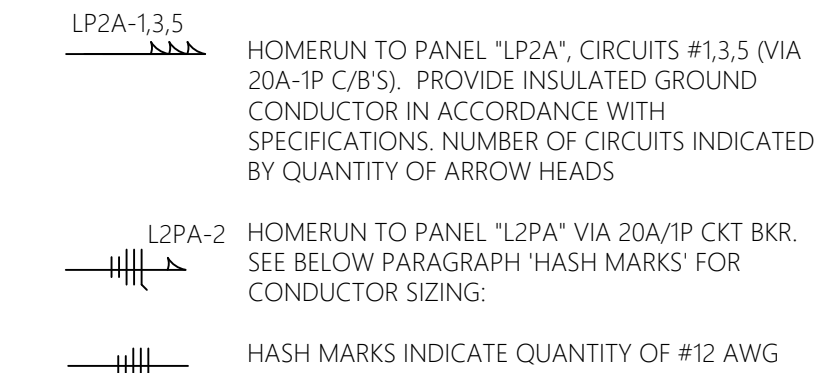 LP2A-1,3,5
HOMERUN TO PANEL "LP2A", CIRCUITS #1,3,5 (VIA
20A-1P C/B'S). PROVIDE INSULATED GROUND
CONDUCTOR IN ACCORDANCE WITH
SPECIFICATIONS. NUMBER OF CIRCUITS INDICATED
BY QUANTITY OF ARROW HEADS
L2PA-2
HOMERUN TO PANEL "L2PA" VIA 20A/1P CKT BKR.
SEE BELOW PARAGRAPH 'HASH MARKS' FOR
CONDUCTOR SIZING:
HASH MARKS INDICATE QUANTITY OF #12 AWG